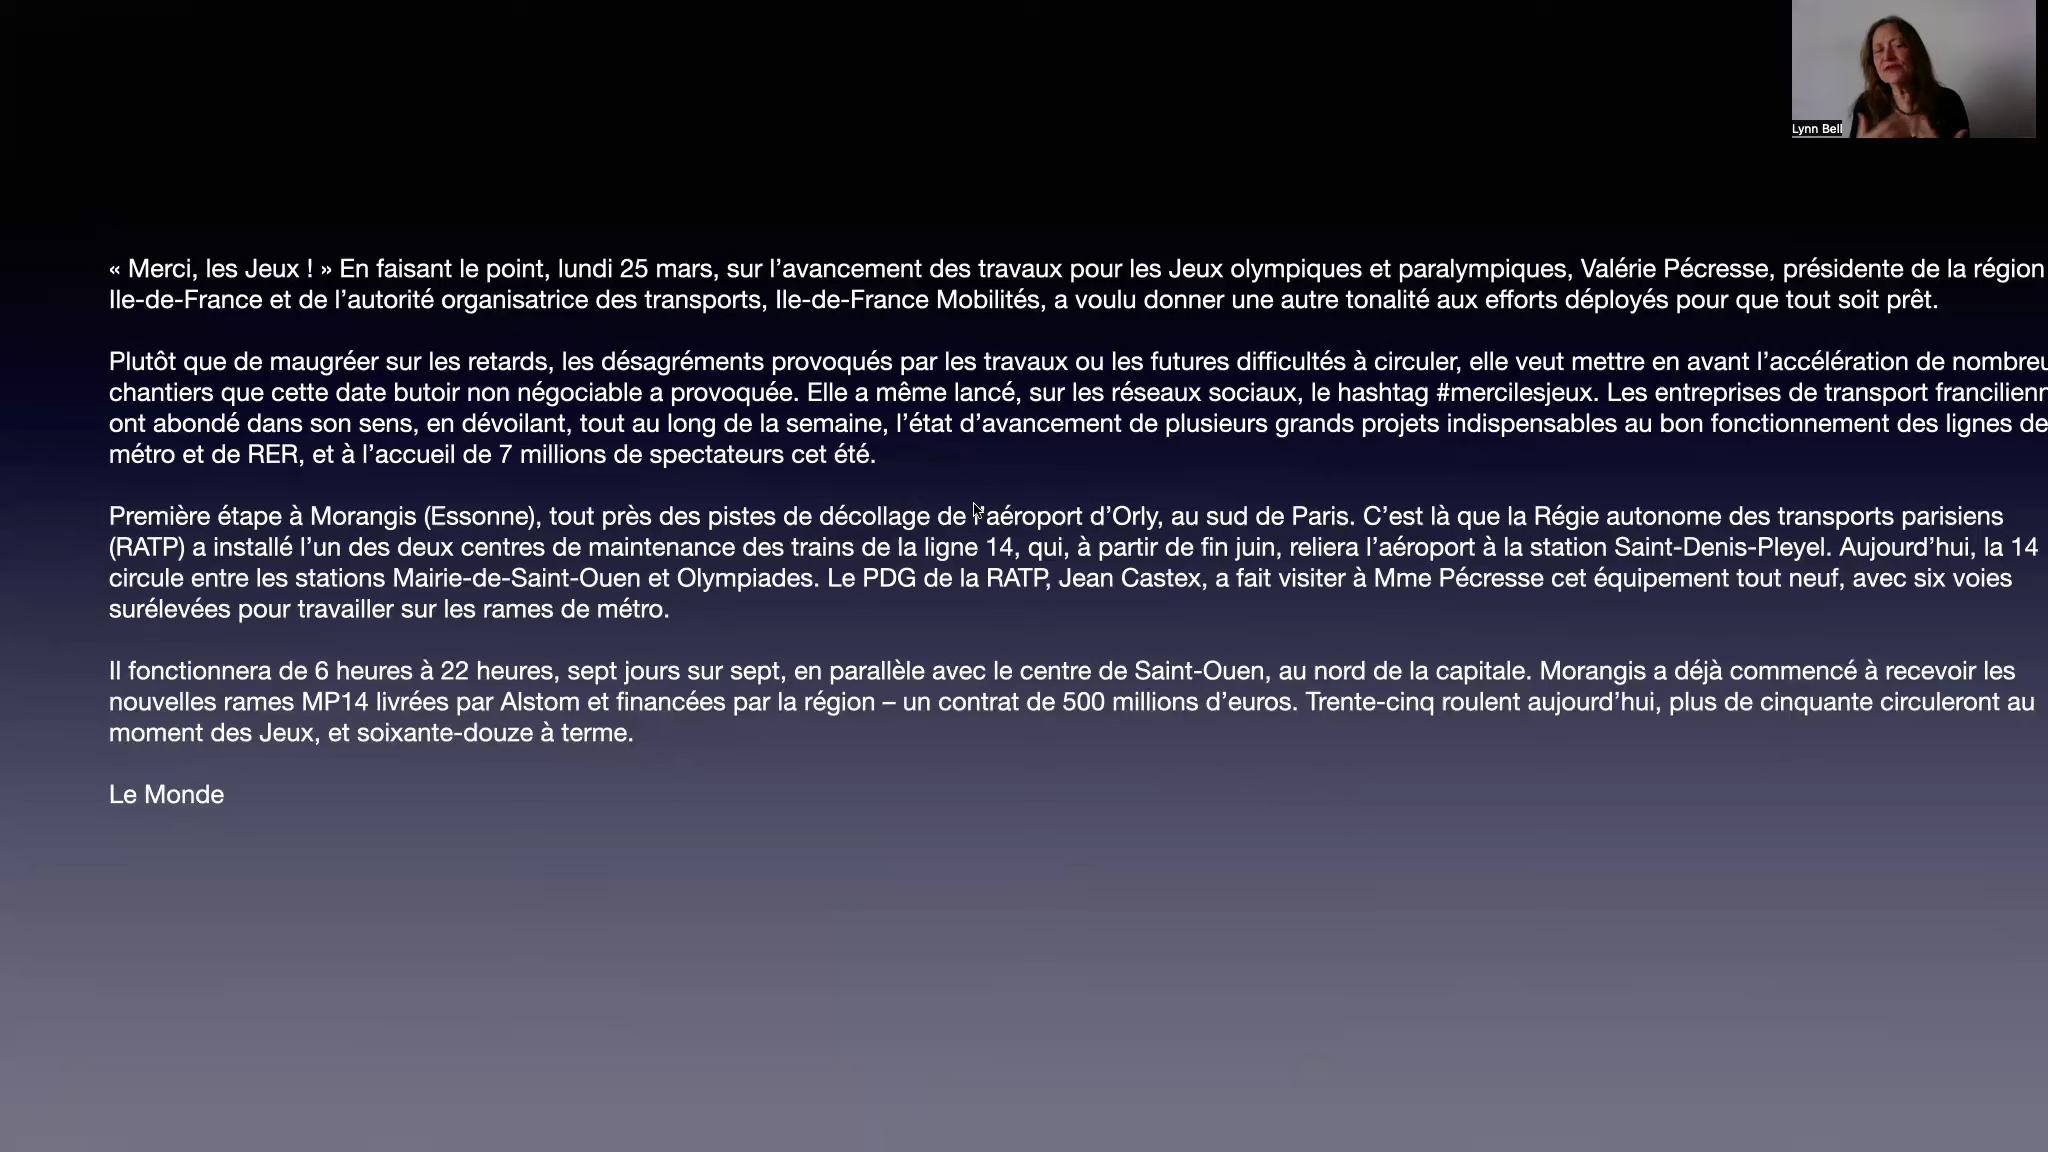 Lynn Bell
« Merci, les Jeux ! » En faisant le point, lundi 25 mars, sur l’avancement des travaux pour les Jeux olympiques et paralympiques, Valérie Pécresse, présidente de la région
Ile-de-France et de l’autorité organisatrice des transports, Ile-de-France Mobilités, a voulu donner une autre tonalité aux efforts déployés pour que tout soit prêt.
Plutôt que de maugréer sur les retards, les désagréments provoqués par les travaux ou les futures difficultés à circuler, elle veut mettre en avant l’accélération de
chantiers que cette date butoir non négociable a provoquée. Elle a même lancé, sur les réseaux sociaux, le hashtag #mercilesjeux. Les entreprises de transport
ont abondé dans son sens, en dévoilant, tout au long de la semaine, l’état d’avancement de plusieurs grands projets indispensables au bon fonctionnement des lignes de
métro et de RER, et à l’accueil de 7 millions de spectateurs cet été.
Première étape à Morangis (Essonne), tout près des pistes de décollage de l’aéroport d’Orly, au sud de Paris. C’est là que la Régie autonome des transports parisiens
(RATP) a installé l’un des deux centres de maintenance des trains de la ligne 14, qui, à partir de fin juin, reliera l’aéroport à la station Saint-Denis-Pleyel. Aujourd’hui, la 14
circule entre les stations Mairie-de-Saint-Ouen et Olympiades. Le PDG de la RATP, Jean Castex, a fait visiter à Mme Pécresse cet équipement tout neuf, avec six voies
surélevées pour travailler sur les rames de métro.
Il fonctionnera de 6 heures à 22 heures, sept jours sur sept, en parallèle avec le centre de Saint-Ouen, au nord de la capitale. Morangis a déjà commencé à recevoir les
nouvelles rames MP14 livrées par Alstom et financées par la région – un contrat de 500 millions d’euros. Trente-cinq roulent aujourd’hui, plus de cinquante circuleront au
moment des Jeux, et soixante-douze à terme.
Le Monde